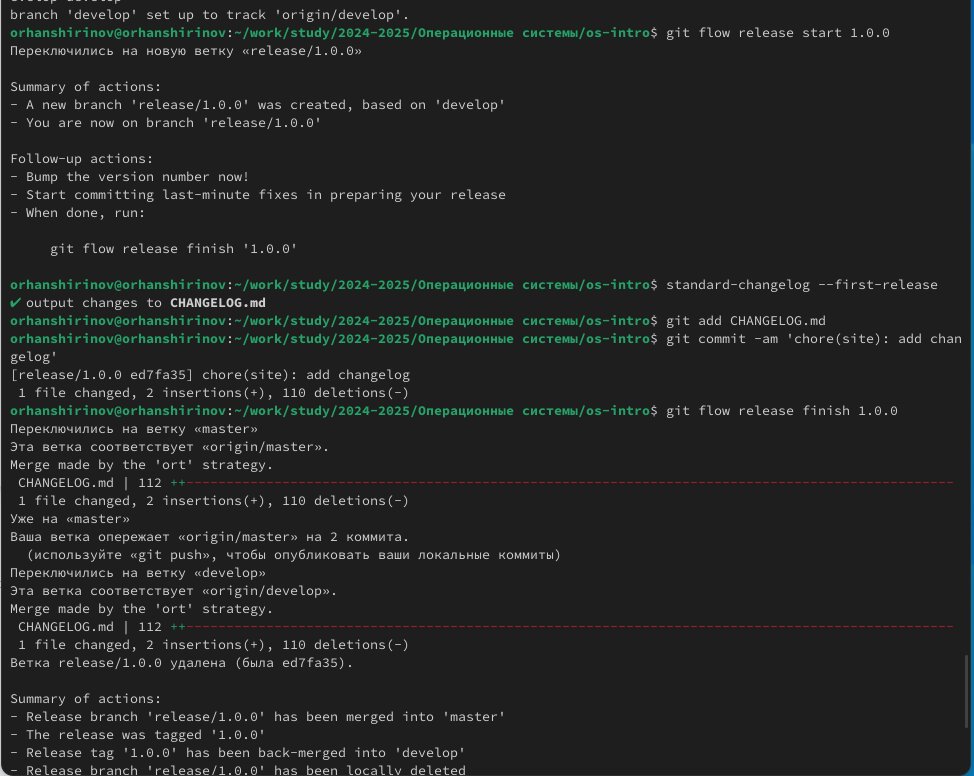 branch 'develop' set up to track 'origin/develop'.
orhanshirinov@orhanshirinov:~/work/study/2024-2025/Операционные системы/os-intro$ git flow release start 1.0.0
Переключились на новую ветку «release/1.0.0»
Summary of actions:
- A new branch 'release/1.0.0' was created, based on 'develop'
- You are now on branch 'release/1.0.0'
Follow-up actions:
- Bump the version number now!
- Start committing last-minute fixes in preparing your release
- When done, run:
git flow release finish '1.0.0'
orhanshirinov@orhanshirinov:~/work/study/2024-2025/Операционные системы/os-intro$ standard-changelog --first-release
✔ output changes to CHANGELOG.md
orhanshirinov@orhanshirinov:~/work/study/2024-2025/Операционные системы/os-intro$ git add CHANGELOG.md
orhanshirinov@orhanshirinov:~/work/study/2024-2025/Операционные системы/os-intro$ git commit -am 'chore(site): add chan
gelog'
[release/1.0.0 ed7fa35] chore(site): add changelog
1 file changed, 2 insertions(+), 110 deletions(-)
orhanshirinov@orhanshirinov:~/work/study/2024-2025/Операционные системы/os-intro$ git flow release finish 1.0.0
Переключились на ветку «master»
Эта ветка соответствует «origin/master».
Merge made by the 'ort' strategy.
CHANGELOG.md | 112 ++------------------------------------------------------------------------------------------------
1 file changed, 2 insertions(+), 110 deletions(-)
Уже на «master»
Ваша ветка опережает «origin/master» на 2 коммита.
(используйте «git push», чтобы опубликовать ваши локальные коммиты)
Переключились на ветку «develop»
Эта ветка соответствует «origin/develop».
Merge made by the 'ort' strategy.
CHANGELOG.md | 112 ++------------------------------------------------------------------------------------------------
1 file changed, 2 insertions(+), 110 deletions(-)
Ветка release/1.0.0 удалена (была ed7fa35).
Summary of actions:
- Release branch 'release/1.0.0' has been merged into 'master'
- The release was tagged '1.0.0'
- Release tag '1.0.0' has been back-merged into 'develop'
- Release branch 'release/1.0.0' has been locally deleted